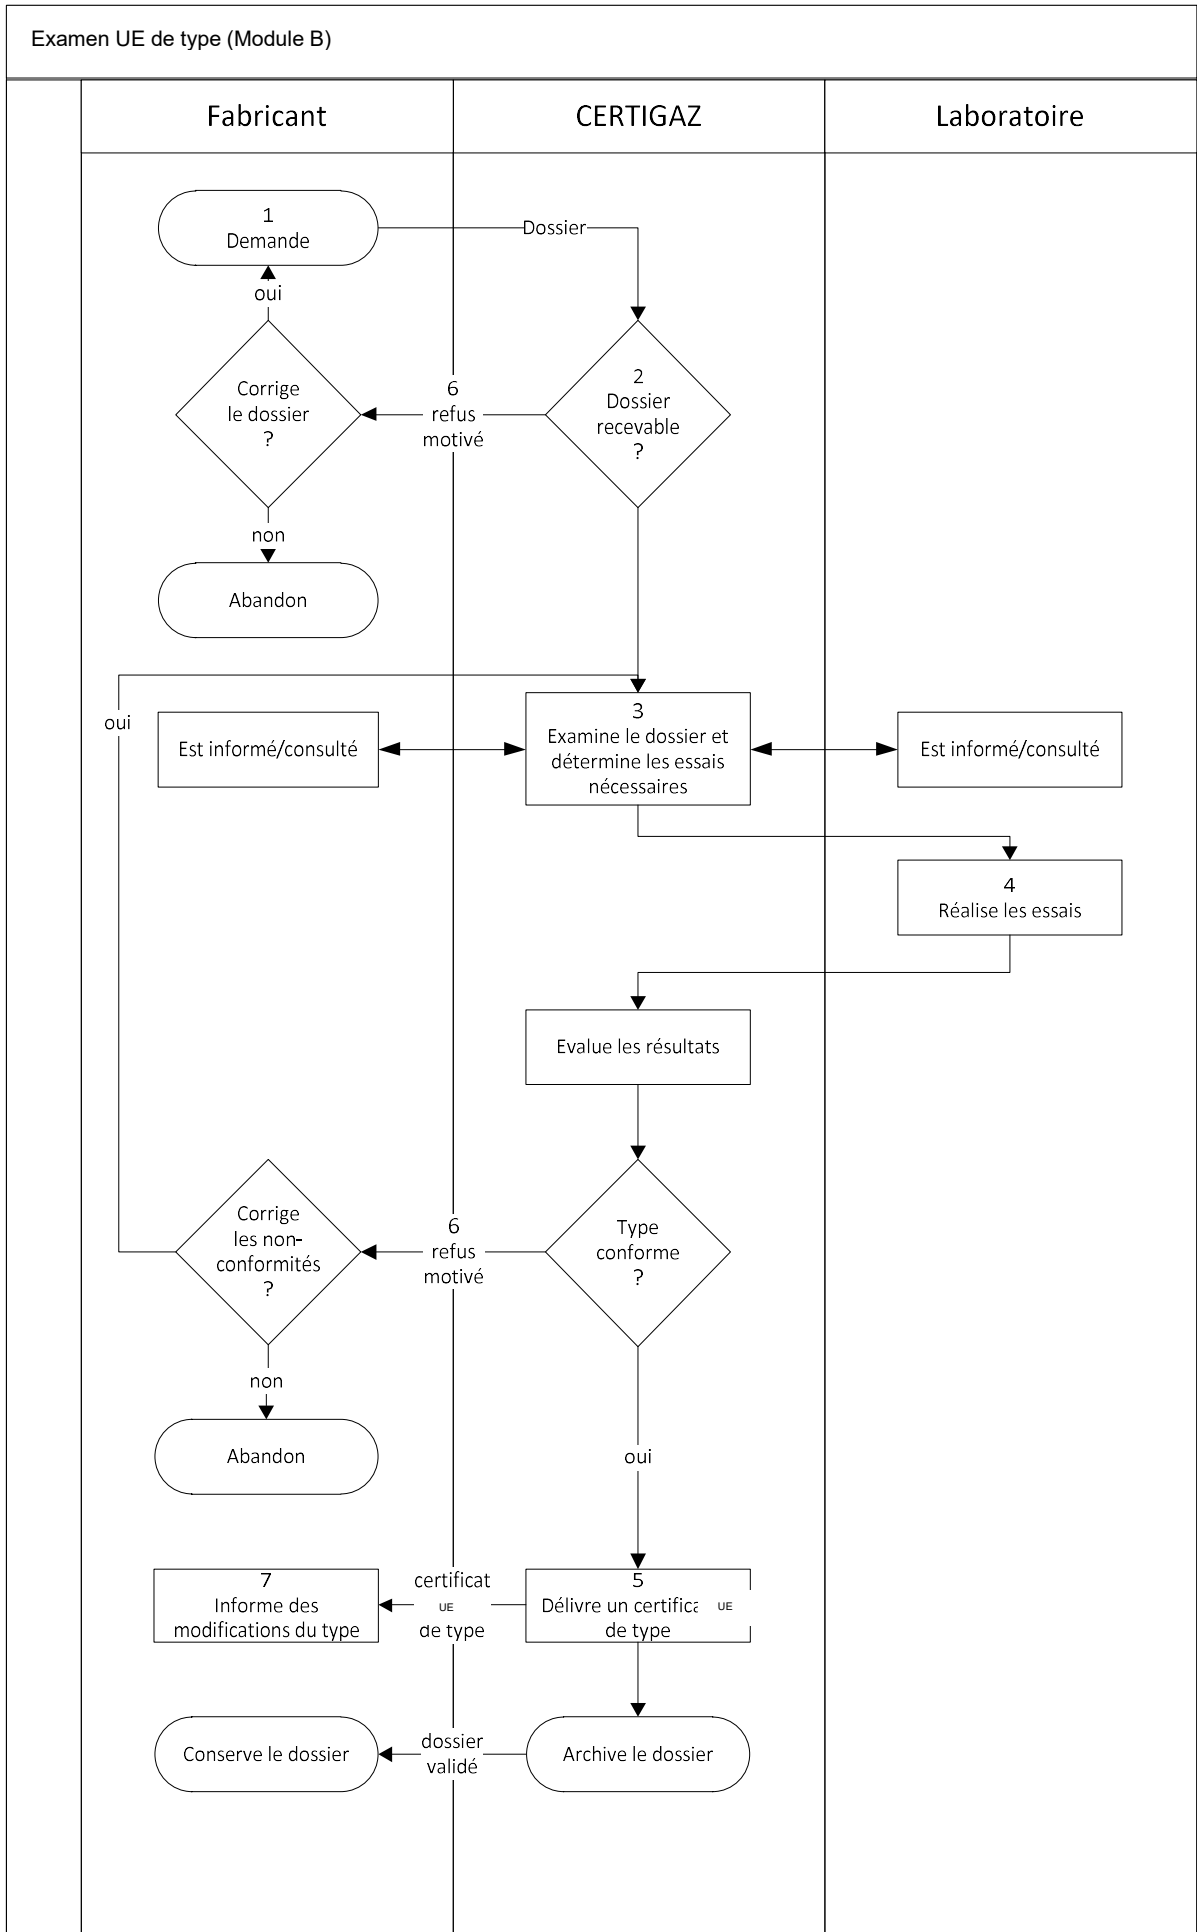 Examen UE de type (Module B)
Fabricant
CERTIGAZ
Laboratoire
1
Demande
Dossier
oui
Corrige
le dossier
?
6
refus
motivé
2
Dossier
recevable
?
non
Abandon
oui
Est informé/consulté
3
Examine le dossier et
détermine les essais
nécessaires
Est informé/consulté
4
Réalise les essais
Evalue les résultats
Corrige
les non-
conformités
?
6
refus
motivé
Type
conforme
?
non
Abandon
oui
7
Informe des
modifications du type
certificat
UE
de type
5
Délivre un certific UE
de type
Conserve le dossier
dossier
validé
Archive le dossier